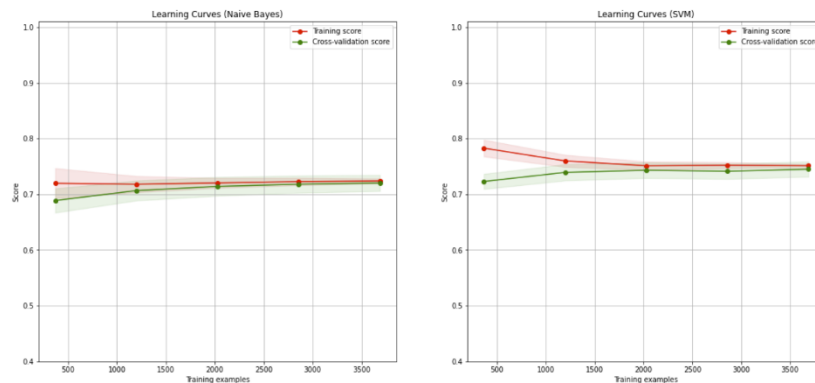 Learning Curves (Naive Bayes)
Training score
Cross-validation score
1.0
0.9
0.8
0.7
0.6
0.5
0.4
Score
500 1000 1500 2000 2500 3000 3500
Training examples
Learning Curves (SVM)
Training score
Cross-validation score
1.0
0.9
0.8
0.7
0.6
0.5
0.4
Score
500 1000 1500 2000 2500 3000 3500
Training examples